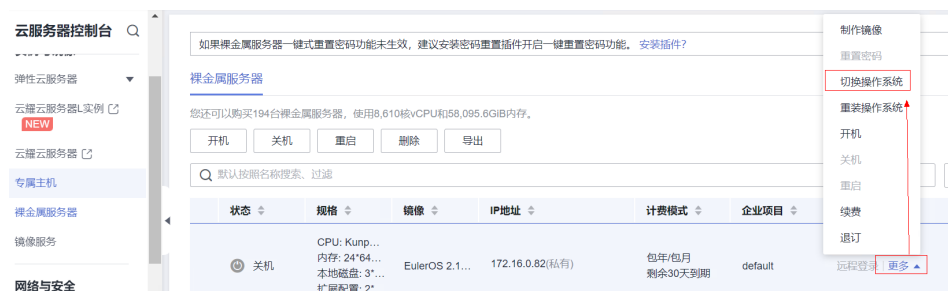 云服务器控制台
弹性云服务器
云耀云服务器L实例
NEW
云耀云服务器
专属主机
裸金属服务器
镜像服务
网络与安全
如果裸金属服务器一键式重置密码功能未生效，建议安装密码重置插件开启一键重置密码功能。 安装插件?
裸金属服务器
您还可以购买194台裸金属服务器，使用8,610核vCPU和58,095.6GiB内存。
开机 关机 重启 删除 导出
默认按照名称搜索、过滤
状态 规格 镜像 IP地址 计费模式 企业项目
关机
CPU: Kunp...
内存: 24*64...
本地磁盘: 3*...
扩展配置: 2*
EulerOS 2.1...
172.16.0.82(私有)
包年/包月
剩余30天到期
default
远程登录 更多
制作镜像
重置密码
切换操作系统
重装操作系统
开机
关机
重启
续费
退订